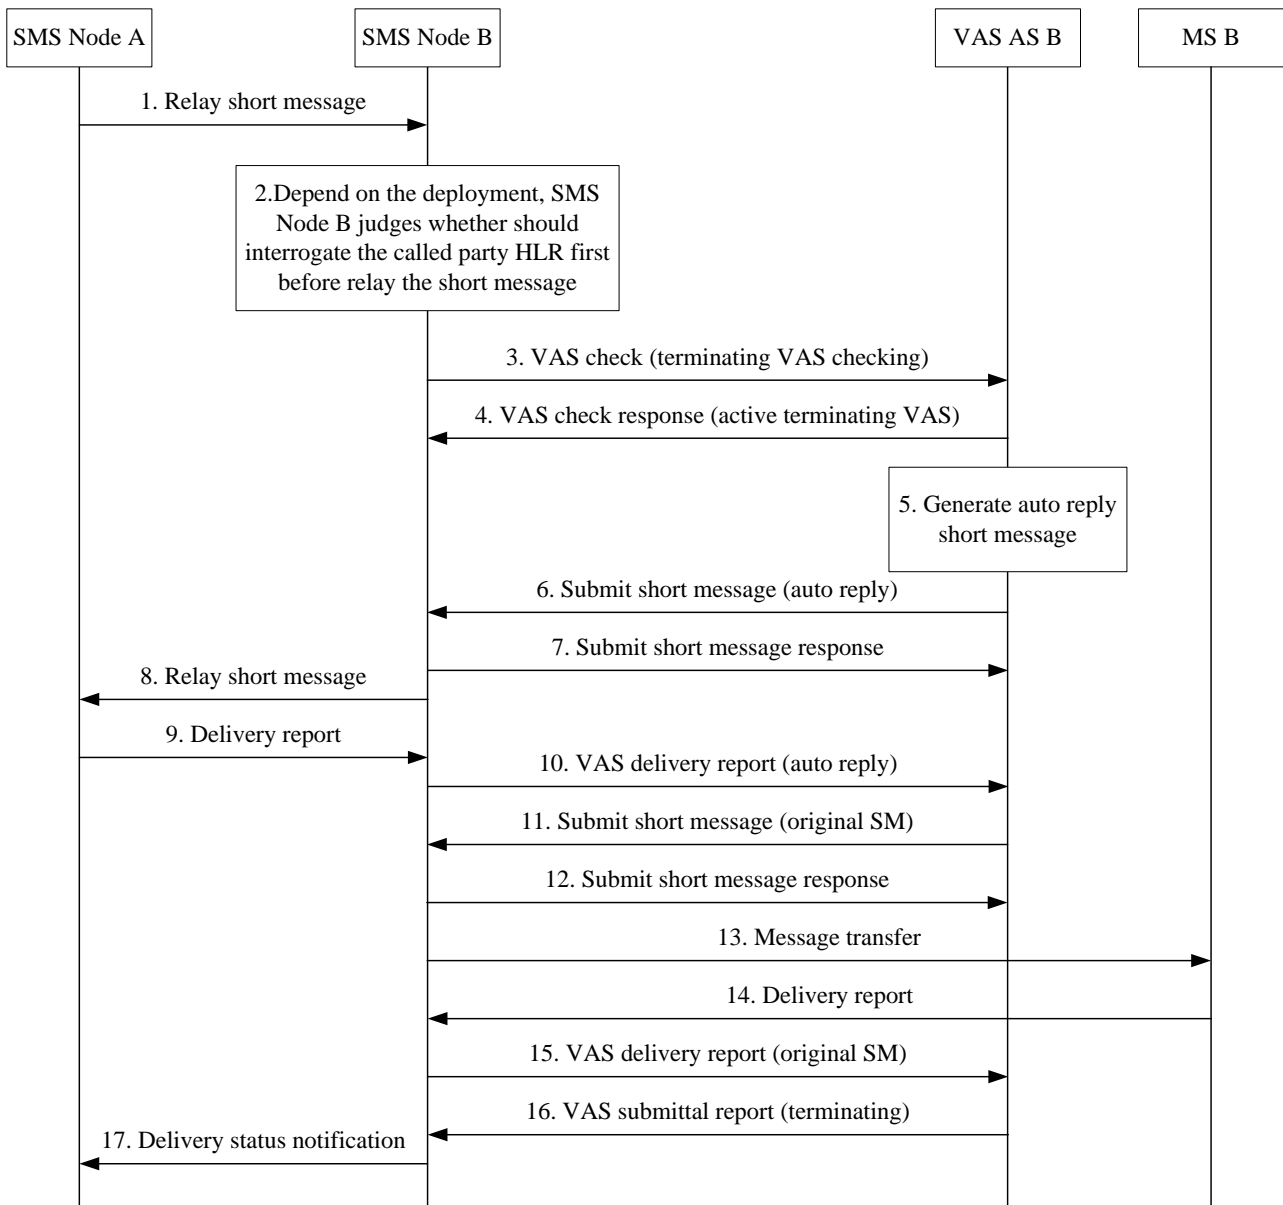 SMS Node A
SMS Node B
VAS AS B
MS B
1. Relay short message
2.Depend on the deployment, SMS
Node B judges whether should
interrogate the called party HLR first
before relay the short message
3. VAS check (terminating VAS checking)
4. VAS check response (active terminating VAS)
5. Generate auto reply
short message
6. Submit short message (auto reply)
7. Submit short message response
8. Relay short message
9. Delivery report
10. VAS delivery report (auto reply)
11. Submit short message (original SM)
12. Submit short message response
13. Message transfer
14. Delivery report
15. VAS delivery report (original SM)
16. VAS submittal report (terminating)
17. Delivery status notification